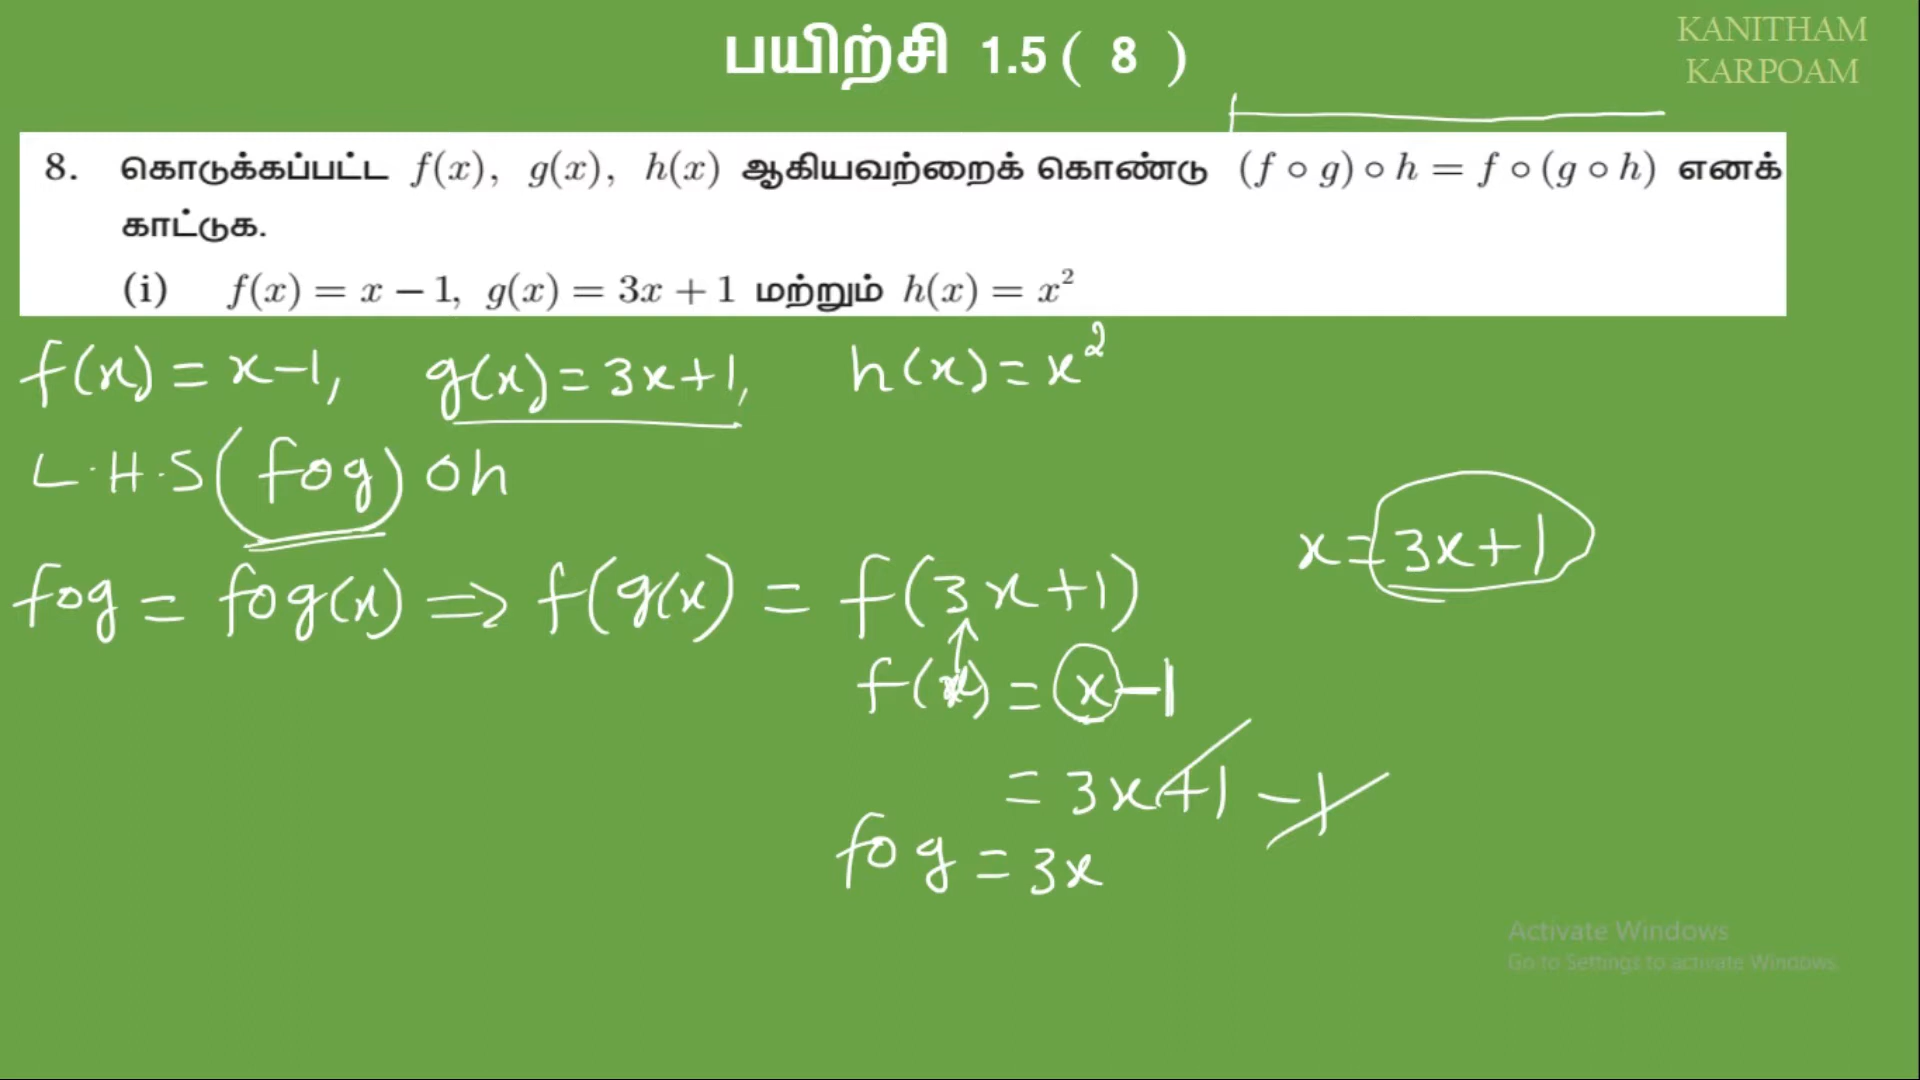 பயிற்சி 1.5 ( 8 )
KANITHAM
KARPOAM
8. கொடுக்கப்பட்ட f(x), g(x), h(x) ஆகியவற்றைக் கொண்டு (f ∘ g) ∘ h = f ∘ (g ∘ h) எனக்
காட்டுக.
(i) f(x) = x − 1, g(x) = 3x + 1 மற்றும் h(x) = x²
f(x) = x-1, g(x) = 3x+1, h(x) = x²
L.H.S (fog) oh
x = 3x+1
fog = fog(x) ⇒ f(g(x) = f(3x+1)
f(x) = x-1
= 3x+1 -1
fog = 3x
Activate Windows
Go to Settings to activate Windows.